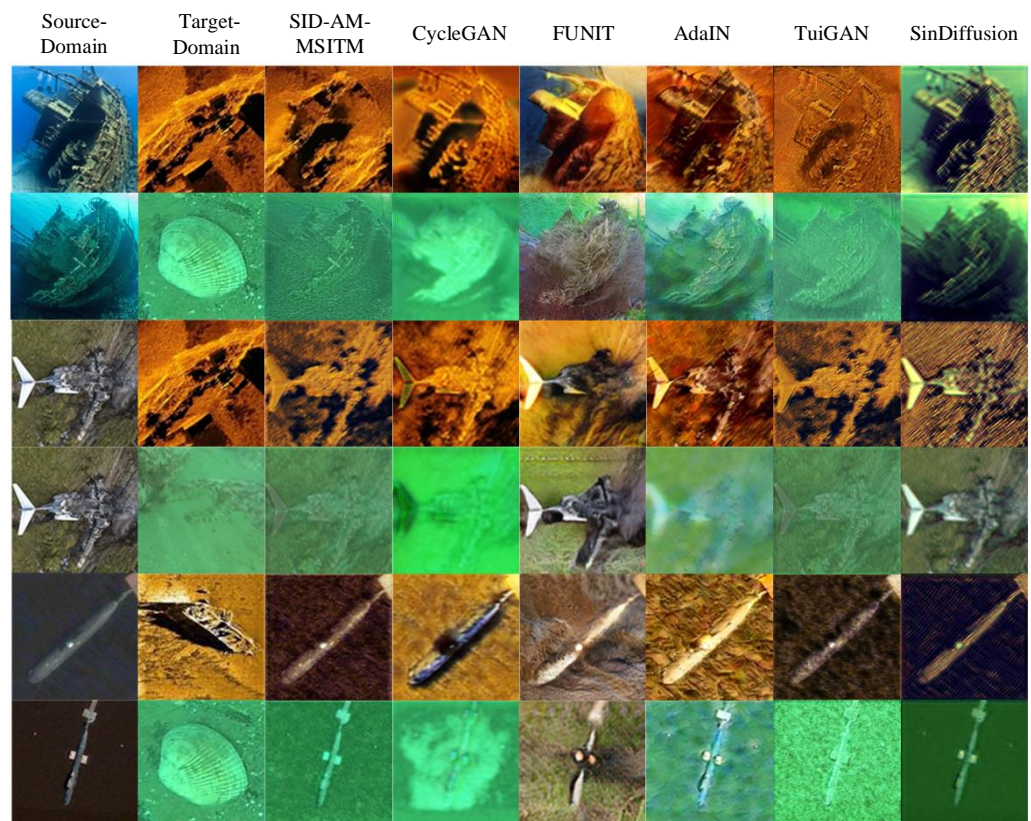 Source-
Domain
Target-
Domain
SID-AM-
MSITM
CycleGAN
FUNIT
AdaIN
TuiGAN
SinDiffusion